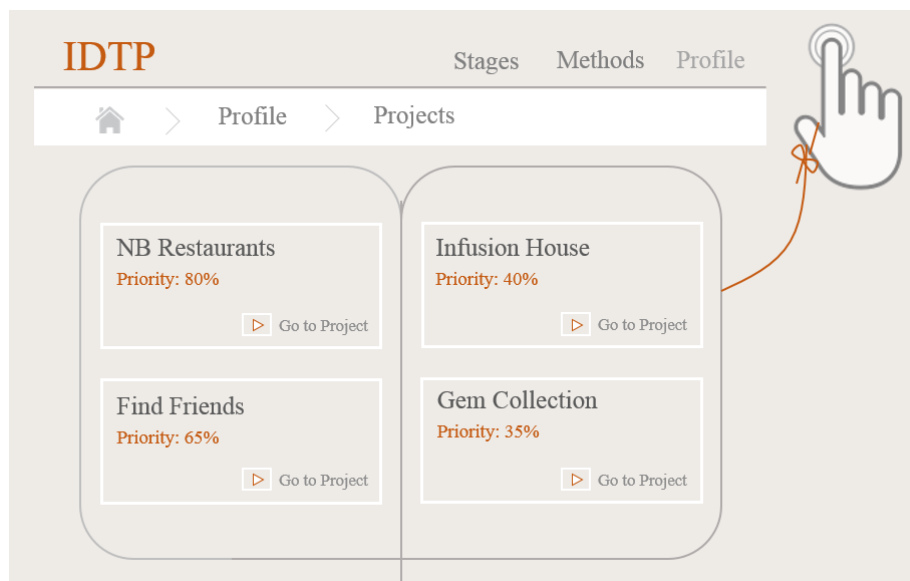 IDTP
Stages Methods Profile
Profile Projects
NB Restaurants
Priority: 80%
Go to Project
Infusion House
Priority: 40%
Go to Project
Find Friends
Priority: 65%
Go to Project
Gem Collection
Priority: 35%
Go to Project